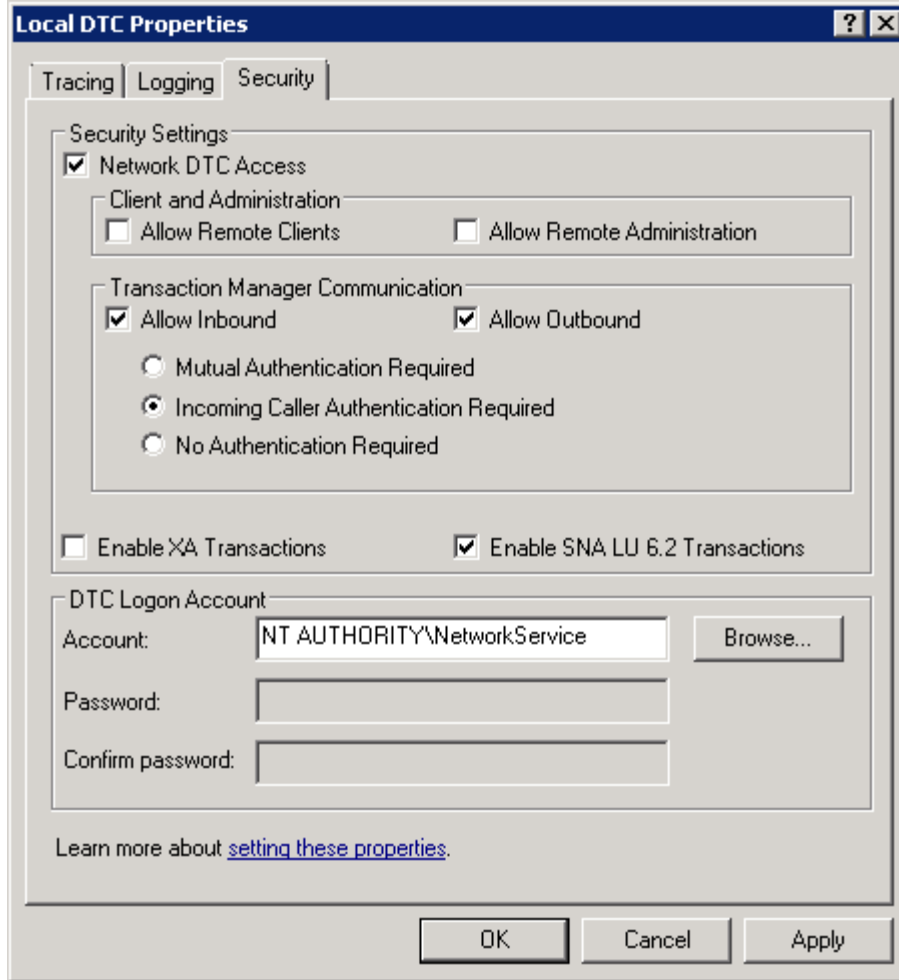 Local DTC Properties
Tracing Logging Security
Security Settings
Network DTC Access
Client and Administration
Allow Remote Clients Allow Remote Administration
Transaction Manager Communication
Allow Inbound Allow Outbound
Mutual Authentication Required
Incoming Caller Authentication Required
No Authentication Required
Enable XA Transactions Enable SNA LU 6.2 Transactions
DTC Logon Account
Account: NT AUTHORITY\NetworkService Browse...
Password:
Confirm password:
Learn more about setting these properties.
OK Cancel Apply